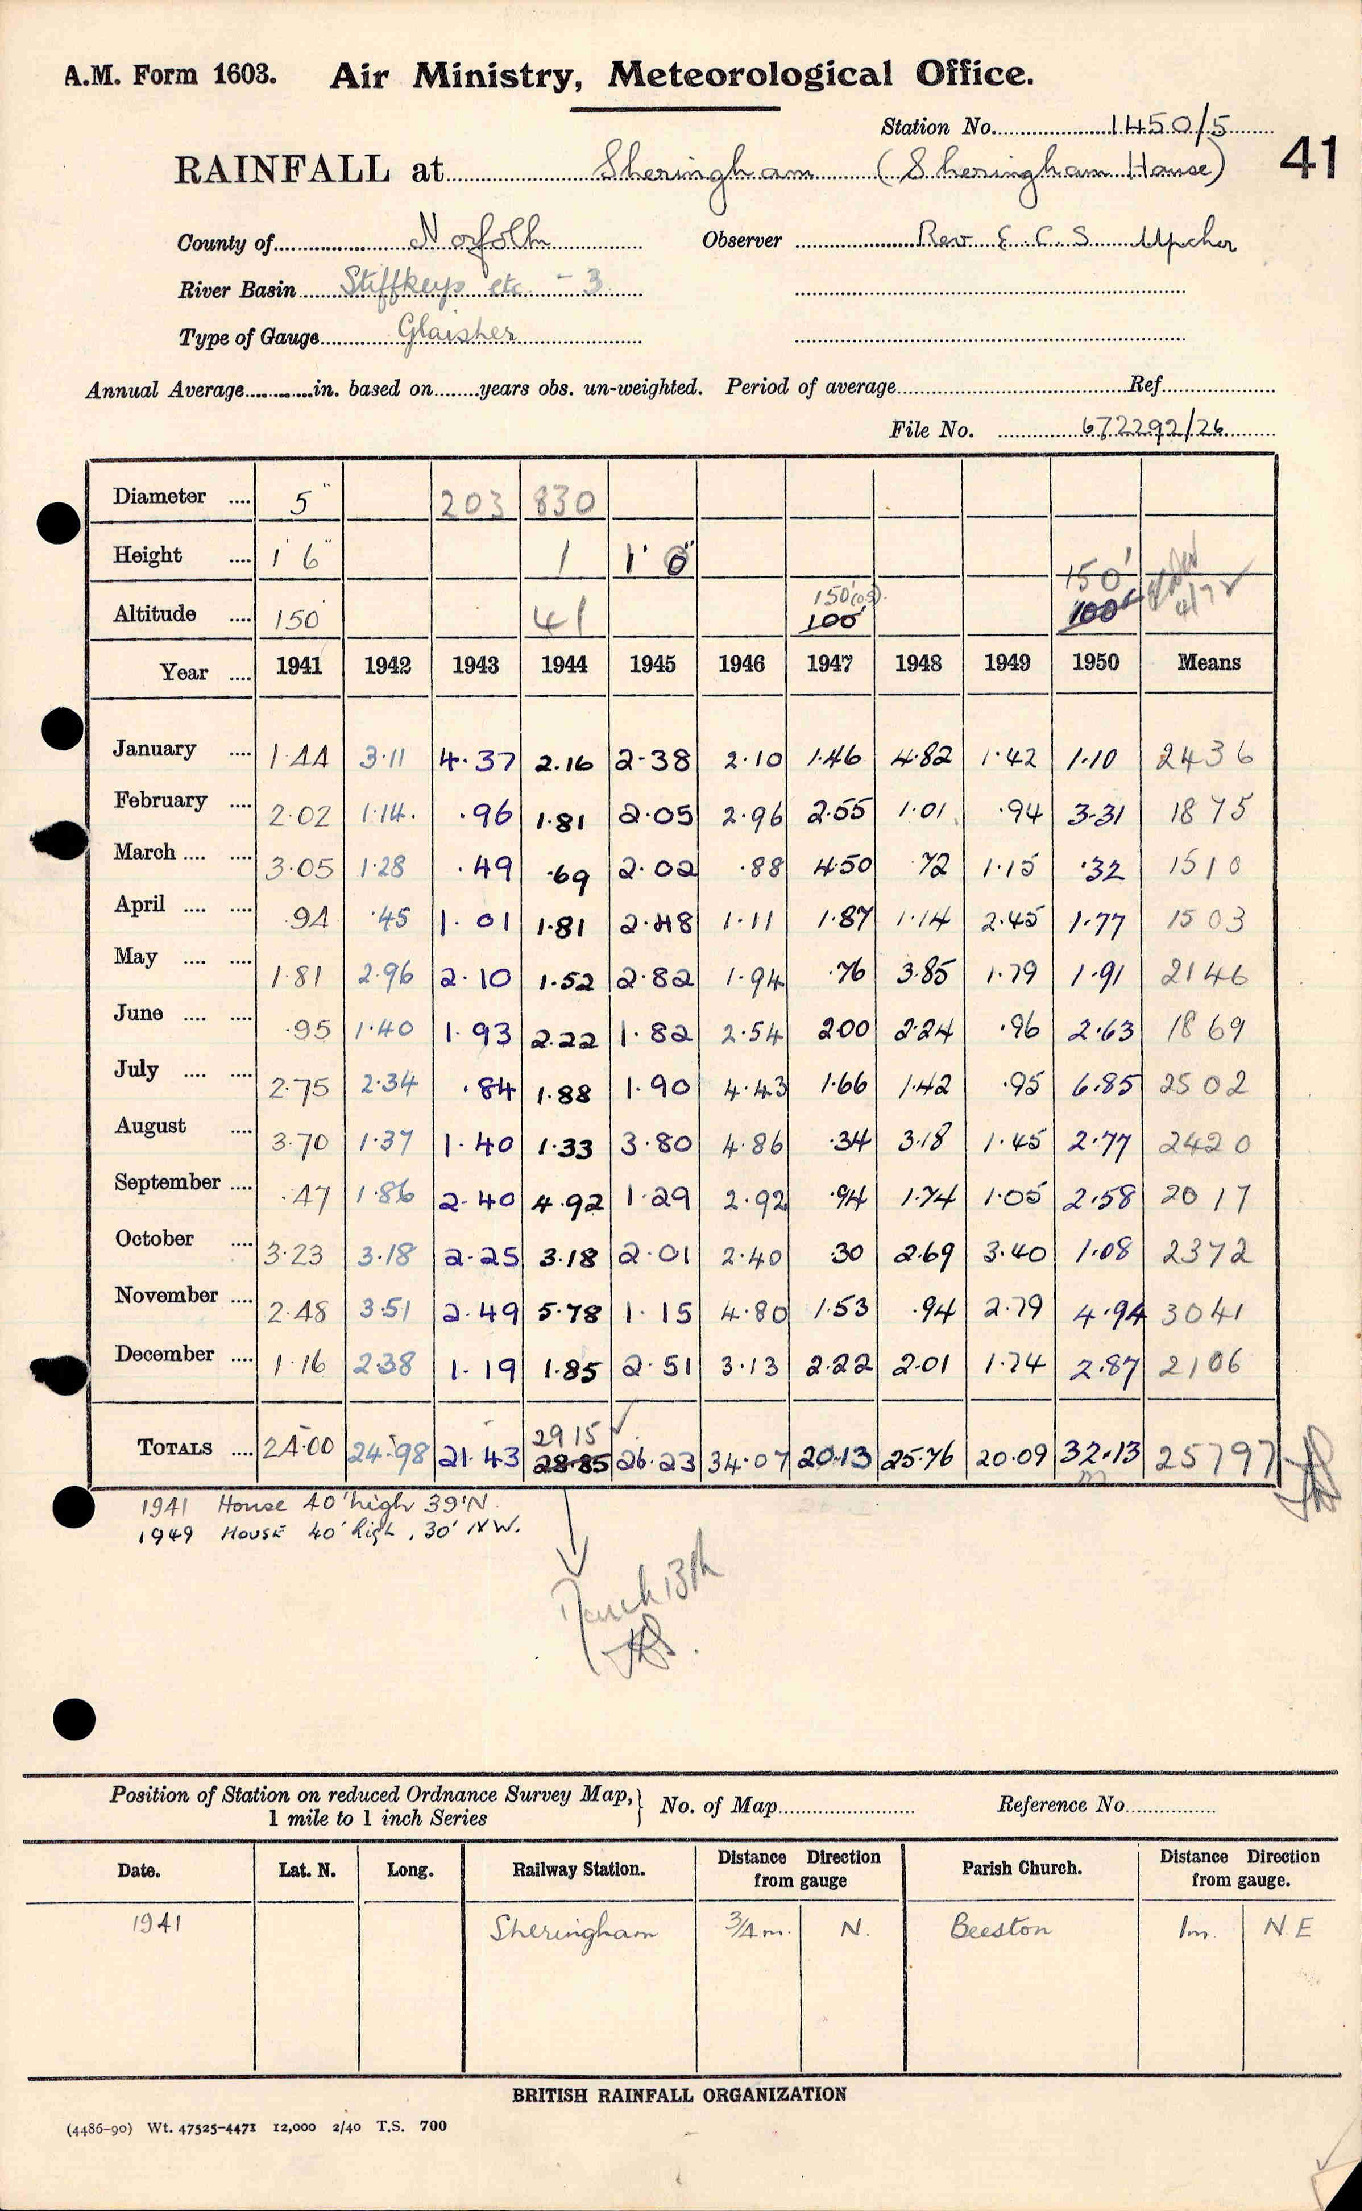 A.M. Form 1603. Air Ministry, Meteorological Office.
Station No. 1450/5
41
RAINFALL at Sheringham (Sheringham House)
County of Norfolk Observer Rev E. C. S. Upcher
River Basin Stiffkeys etc - 3
Type of Gauge Glaisher
Annual Average in. based on years obs. un-weighted. Period of average Ref.
File No. 672292/26
Diameter .... 5" 203 830
Height .... 1' 6" 1 1' 0" 150'
Altitude .... 150 41 150'(os). 100' 100' 4/72
Year .... 1941 1942 1943 1944 1945 1946 1947 1948 1949 1950 Means
January .... 1.44 3.11 4.37 2.16 2.38 2.10 1.46 4.82 1.42 1.10 2436
February .... 2.02 1.14. .96 1.81 2.05 2.96 2.55 1.01 .94 3.31 1875
March .... .... 3.05 1.28 .49 .69 2.02 .88 4.50 .72 1.15 .32 1510
April .... .... .94 .45 1.01 1.81 2.48 1.11 1.87 1.14 2.45 1.77 1503
May .... .... 1.81 2.96 2.10 1.52 2.82 1.94 .76 3.85 1.79 1.91 2146
June .... .... .95 1.40 1.93 2.22 1.82 2.54 2.00 2.24 .96 2.63 1869
July .... .... 2.75 2.34 .84 1.88 1.90 4.43 1.66 1.42 .95 6.85 2502
August .... 3.70 1.37 1.40 1.33 3.80 4.86 .34 3.18 1.45 2.77 2420
September .... .47 1.86 2.40 4.92 1.29 2.92 .94 1.74 1.05 2.58 2017
October .... 3.23 3.18 2.25 3.18 2.01 2.40 .30 2.69 3.40 1.08 2372
November .... 2.48 3.51 2.49 5.78 1.15 4.80 1.53 .94 2.79 4.94 3041
December .... 1.16 2.38 1.19 1.85 2.51 3.13 2.22 2.01 1.74 2.87 2106
29 15
TOTALS .... 24.00 24.98 21.43 28.85 26.23 34.07 20.13 25.76 20.09 32.13 25797
1941 House 40' high 39'N.
1949 House 40' high, 30' NW.
March 13th
Position of Station on reduced Ordnance Survey Map, 1 mile to 1 inch Series } No. of Map Reference No.
Date. Lat. N. Long. Railway Station. Distance Direction from gauge Parish Church. Distance Direction from gauge.
1941 Sheringham 3/4 m. N. Beeston 1m. N.E
BRITISH RAINFALL ORGANIZATION
(4486-90) Wt. 47525-4471 12,000 2/40 T.S. 700